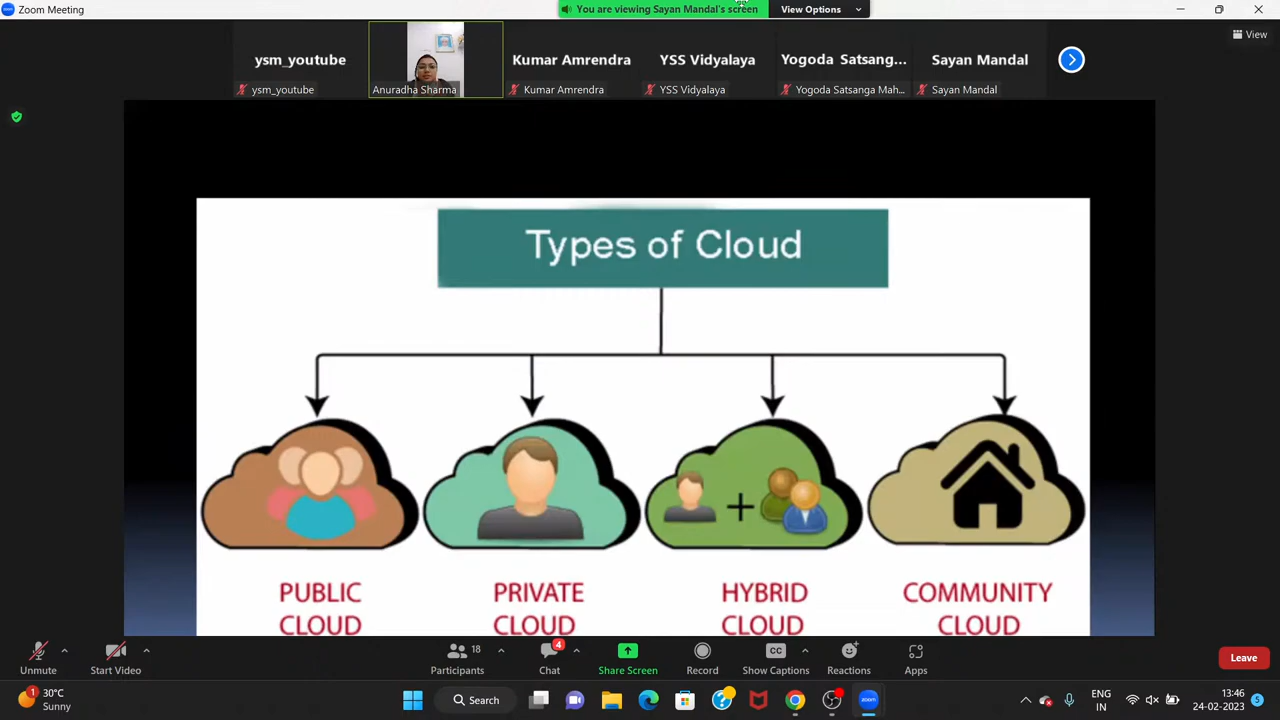 Zoom Meeting
You are viewing Sayan Mandal's screen
View Options
View
ysm_youtube
Kumar Amrendra
YSS Vidyalaya
Yogoda Satsang...
Sayan Mandal
ysm_youtube
Anuradha Sharma
Kumar Amrendra
YSS Vidyalaya
Yogoda Satsanga Mah...
Sayan Mandal
Types of Cloud
PUBLIC
CLOUD
PRIVATE
CLOUD
HYBRID
CLOUD
COMMUNITY
CLOUD
18
4
CC
Unmute
Start Video
Participants
Chat
Share Screen
Record
Show Captions
Reactions
Apps
Leave
1
30°C
Sunny
Search
ENG
IN
13:46
24-02-2023
5